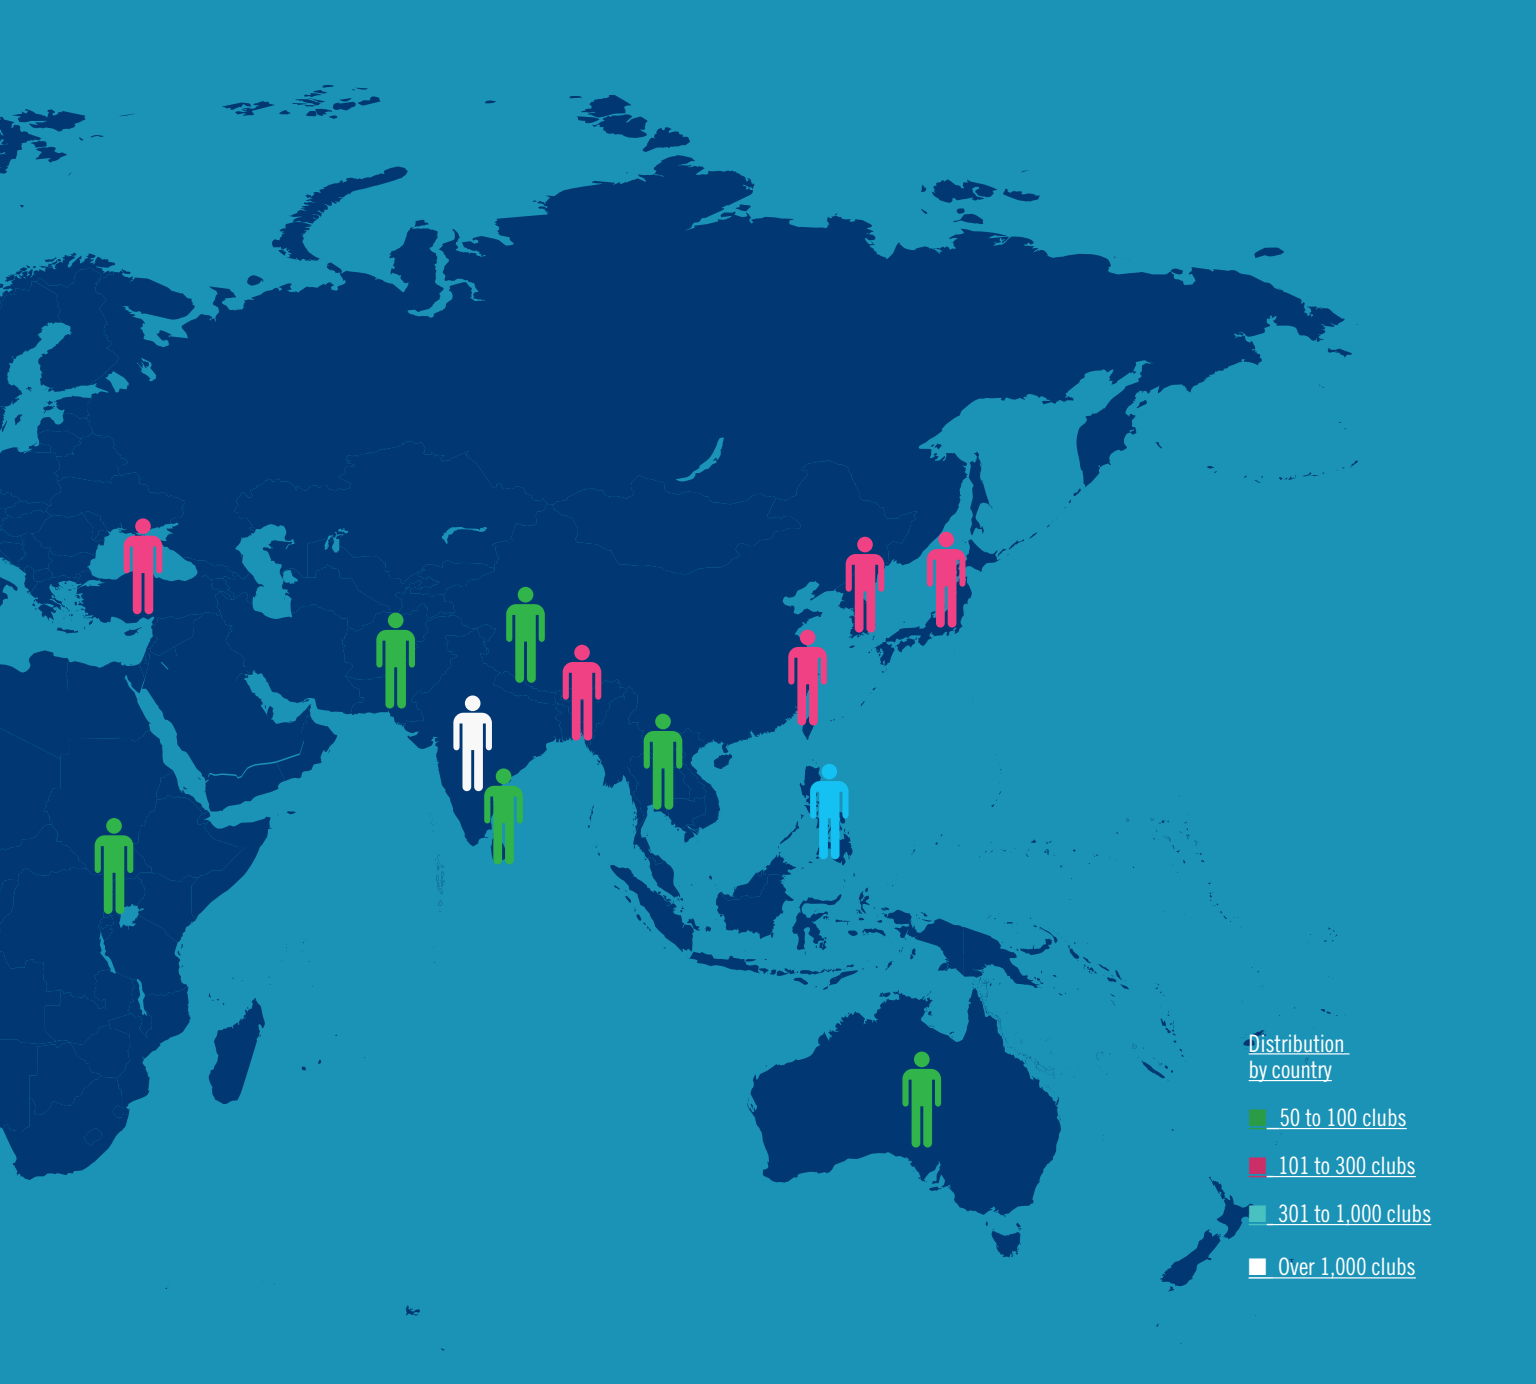 Distribution
by country
50 to 100 clubs
101 to 300 clubs
301 to 1,000 clubs
Over 1,000 clubs